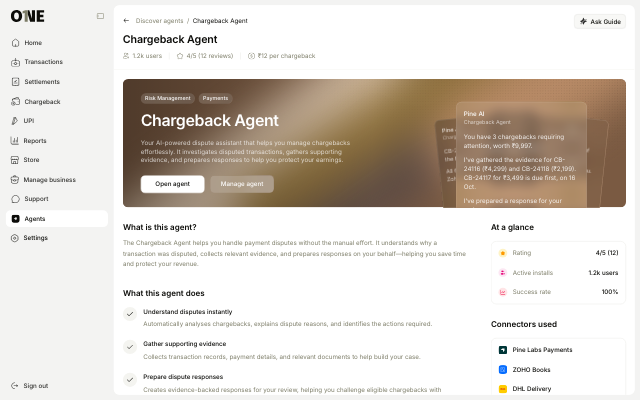 ONE
Home
Transactions
Settlements
Chargeback
UPI
Reports
Store
Manage business
Support
Agents
Settings
Sign out
Discover agents / Chargeback Agent
Ask Guide
Chargeback Agent
1.2k users
4/5 (12 reviews)
₹12 per chargeback
Risk Management
Payments
Chargeback Agent
Your AI-powered dispute assistant that helps you manage chargebacks
effortlessly. It investigates disputed transactions, gathers supporting
evidence, and prepares responses to help you protect your earnings.
Open agent
Manage agent
Pine AI
Chargeback Agent
You have 3 chargebacks requiring
attention, worth ₹9,997.
I've gathered the evidence for CB-
24116 (₹4,299) and CB-24118 (₹2,199).
CB-24117 for ₹3,499 is due first, on 16
Oct.
I've prepared a response for your
What is this agent?
The Chargeback Agent helps you handle payment disputes without the manual effort. It understands why a
transaction was disputed, collects relevant evidence, and prepares responses on your behalf—helping you save time
and protect your revenue.
What this agent does
Understand disputes instantly
Automatically analyses chargebacks, explains dispute reasons, and identifies the actions required.
Gather supporting evidence
Collects transaction records, payment details, and relevant documents to help build your case.
Prepare dispute responses
Creates evidence-backed responses for your review, helping you challenge eligible chargebacks with
At a glance
Rating
4/5 (12)
Active installs
1.2k users
Success rate
100%
Connectors used
Pine Labs Payments
ZOHO Books
DHL Delivery